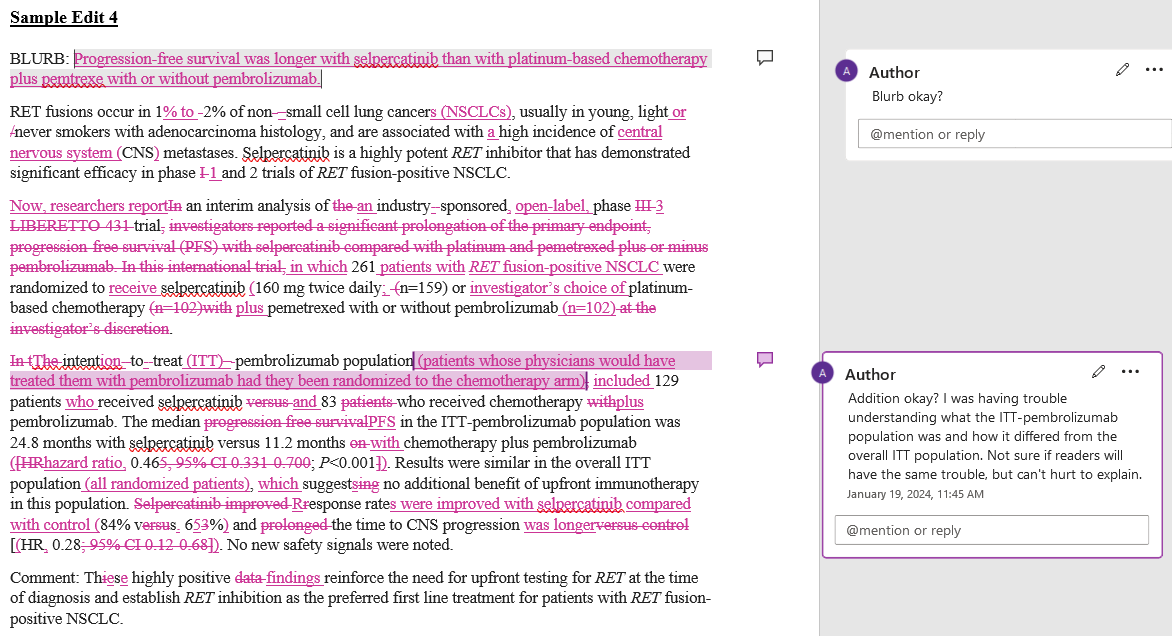 Sample Edit 4
BLURB: Progression-free survival was longer with selpercatinib than with platinum-based chemotherapy
plus pemtrexe with or without pembrolizumab.
RET fusions occur in 1% to -2% of non-–small cell lung cancers (NSCLCs), usually in young, light or
/never smokers with adenocarcinoma histology, and are associated with a high incidence of central
nervous system (CNS) metastases. Selpercatinib is a highly potent RET inhibitor that has demonstrated
significant efficacy in phase I-1 and 2 trials of RET fusion-positive NSCLC.
Now, researchers reportIn an interim analysis of the an industry-–sponsored, open-label, phase III 3
LIBERETTO-431 trial, investigators reported a significant prolongation of the primary endpoint,
progression-free survival (PFS) with selpercatinib compared with platinum and pemetrexed plus or minus
pembrolizumab. In this international trial, in which 261 patients with RET fusion-positive NSCLC were
randomized to receive selpercatinib (160 mg twice daily; (n=159) or investigator’s choice of platinum-
based chemotherapy (n=102)with plus pemetrexed with or without pembrolizumab (n=102) at the
investigator’s discretion.
In tThe intention-–to-–treat (ITT)–-pembrolizumab population (patients whose physicians would have
treated them with pembrolizumab had they been randomized to the chemotherapy arm), included 129
patients who received selpercatinib versus and 83 patients who received chemotherapy withplus
pembrolizumab. The median progression free survivalPFS in the ITT-pembrolizumab population was
24.8 months with selpercatinib versus 11.2 months on with chemotherapy plus pembrolizumab
([HRhazard ratio, 0.465, 95% CI 0.331-0.700; P<0.001]). Results were similar in the overall ITT
population (all randomized patients), which suggestsing no additional benefit of upfront immunotherapy
in this population. Selpercatinib improved Rresponse rates were improved with selpercatinib compared
with control (84% versus. 653%) and prolonged the time to CNS progression was longerversus control
[(HR, 0.28; 95% CI 0.12-0.68]). No new safety signals were noted.
Comment: Thiese highly positive data findings reinforce the need for upfront testing for RET at the time
of diagnosis and establish RET inhibition as the preferred first line treatment for patients with RET fusion-
positive NSCLC.
A
Author
Blurb okay?
@mention or reply
A
Author
Addition okay? I was having trouble
understanding what the ITT-pembrolizumab
population was and how it differed from the
overall ITT population. Not sure if readers will
have the same trouble, but can't hurt to explain.
January 19, 2024, 11:45 AM
@mention or reply